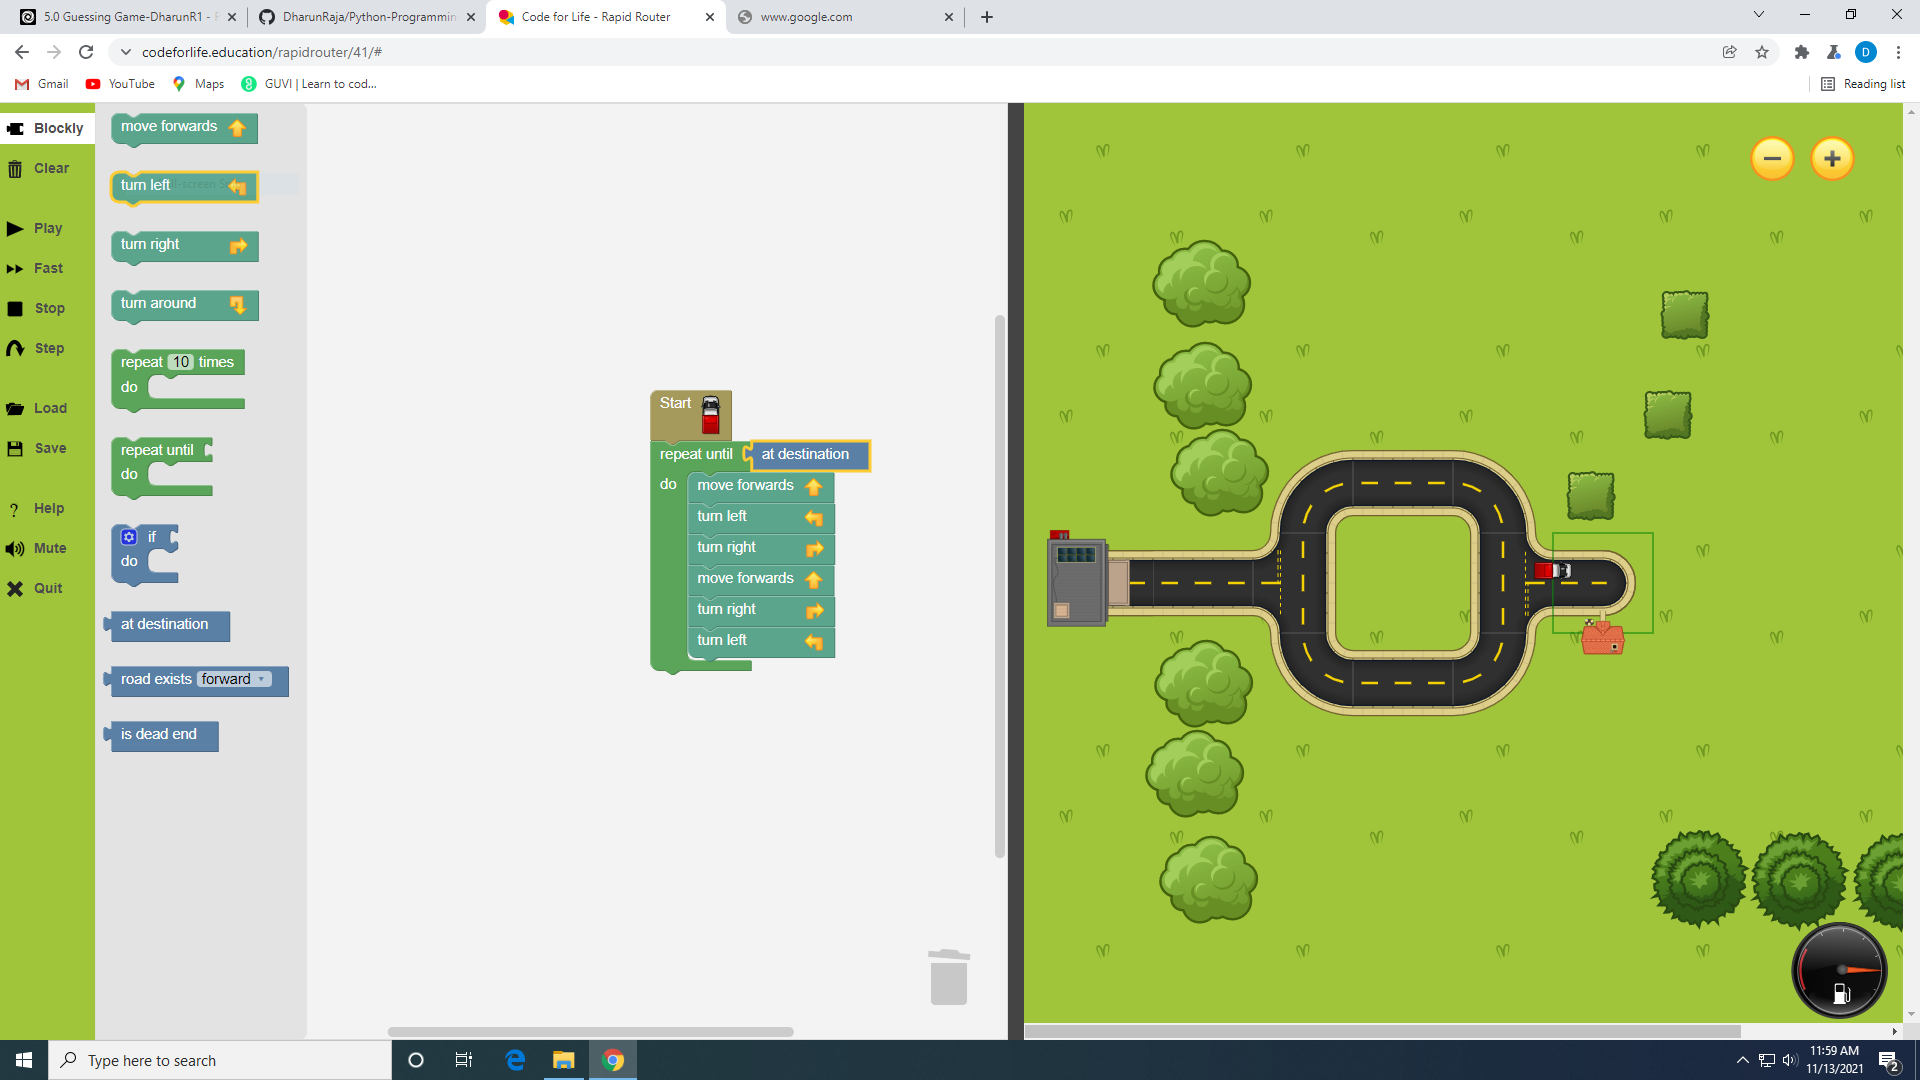 5.0 Guessing Game-DharunR1 -
DharunRaja/Python-Programmin
Code for Life - Rapid Router
www.google.com
codeforlife.education/rapidrouter/41/#
D
Gmail
YouTube
Maps
GUVI | Learn to cod...
Reading list
Blockly
Clear
Play
Fast
Stop
Step
Load
Save
Help
Mute
Quit
move forwards
turn left
turn right
turn around
repeat 10 times
do
repeat until
do
if
do
at destination
road exists forward
is dead end
Start
repeat until at destination
do move forwards
turn left
turn right
move forwards
turn right
turn left
Type here to search
11:59 AM
11/13/2021
2